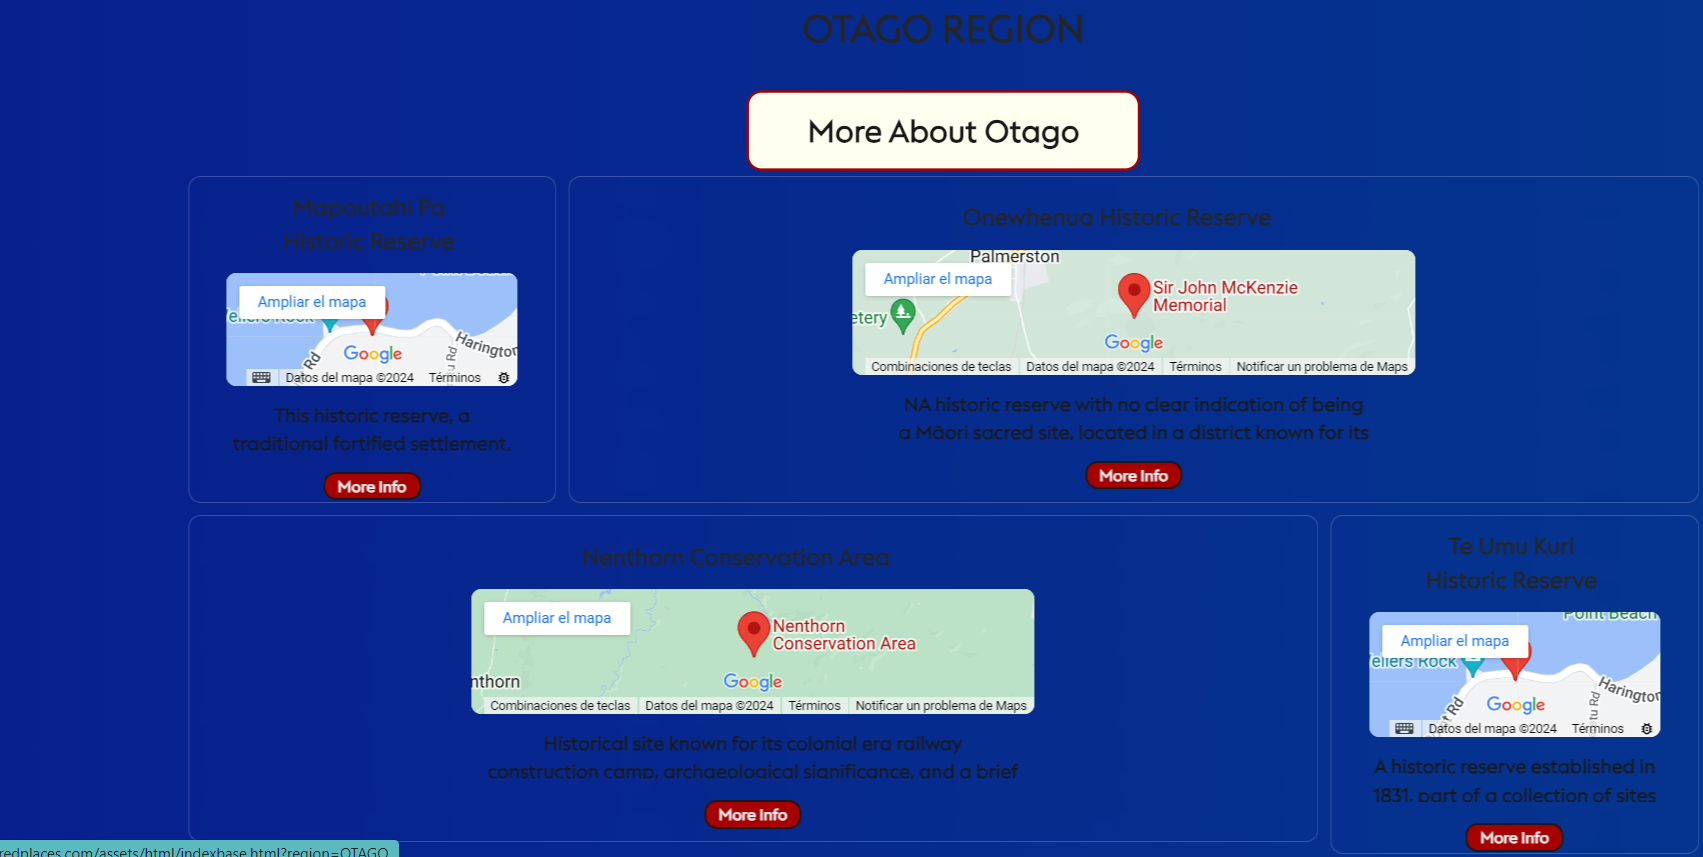 OTAGO REGION
More About Otago
Mapoutahi Pa
Historic Reserve
Ampliar el mapa
Rd
Harington
Google
Datos del mapa ©2024 Términos
This historic reserve, a
traditional fortified settlement,
More Info
Onewhenua Historic Reserve
Palmerston
Ampliar el mapa
Sir John McKenzie
Memorial
etery
Google
Combinaciones de teclas Datos del mapa ©2024 Términos Notificar un problema de Maps
NA historic reserve with no clear indication of being
a Māori sacred site, located in a district known for its
More Info
Nenthorn Conservation Area
Ampliar el mapa
Nenthorn
Conservation Area
nthorn
Google
Combinaciones de teclas Datos del mapa ©2024 Términos Notificar un problema de Maps
Historical site known for its colonial era railway
construction camp, archaeological significance, and a brief
More Info
Te Umu Kuri
Historic Reserve
Point Beach
Ampliar el mapa
ellers Rock
Harington
Rd
tu Rd
Google
Datos del mapa ©2024 Términos
A historic reserve established in
1831, part of a collection of sites
More Info
redplaces.com/assets/html/indexbase.html?region=OTAGO